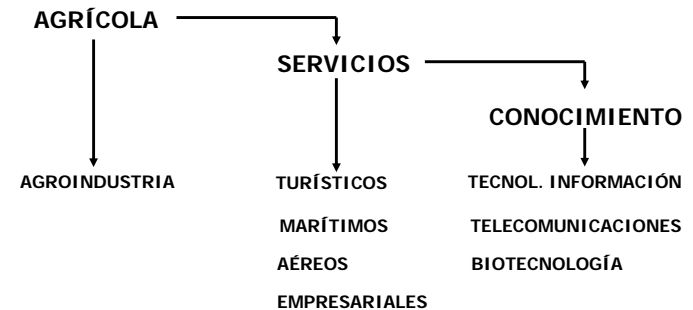 AGRÍCOLA
SERVICIOS
CONOCIMIENTO
AGROINDUSTRIA
TURÍSTICOS
TECNOL. INFORMACIÓN
MARÍTIMOS
TELECOMUNICACIONES
AÉREOS
BIOTECNOLOGÍA
EMPRESARIALES